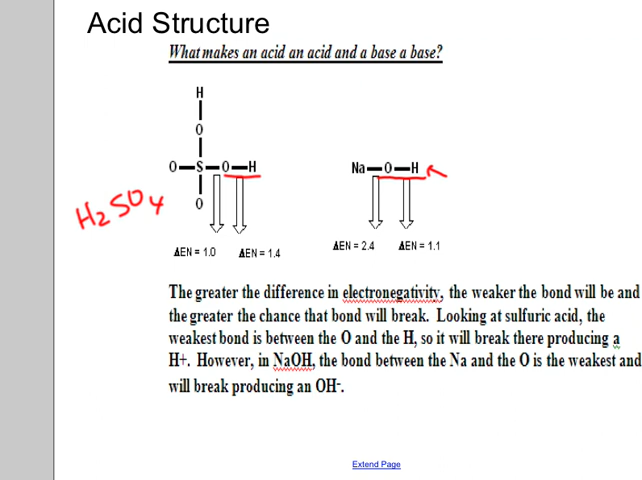 Acid Structure
What makes an acid an acid and a base a base?
H
O
O—S—O—H
O
Na—O—H
H2SO4
ΔEN = 1.0
ΔEN = 1.4
ΔEN = 2.4
ΔEN = 1.1
The greater the difference in electronegativity, the weaker the bond will be and
the greater the chance that bond will break. Looking at sulfuric acid, the
weakest bond is between the O and the H, so it will break there producing a
H+. However, in NaOH, the bond between the Na and the O is the weakest and
will break producing an OH-.
Extend Page